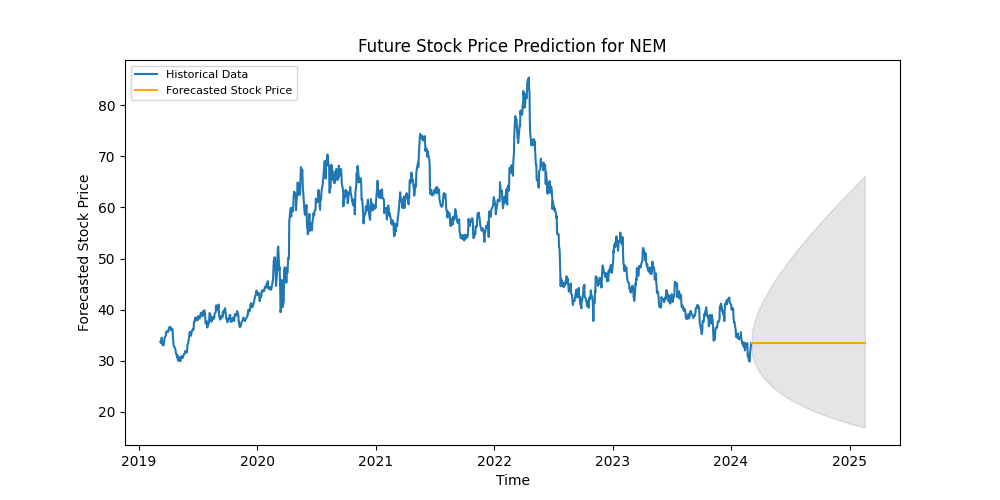 Future Stock Price Prediction for NEM
Historical Data
Forecasted Stock Price
Forecasted Stock Price
80
70
60
50
40
30
20
2019 2020 2021 2022 2023 2024 2025
Time